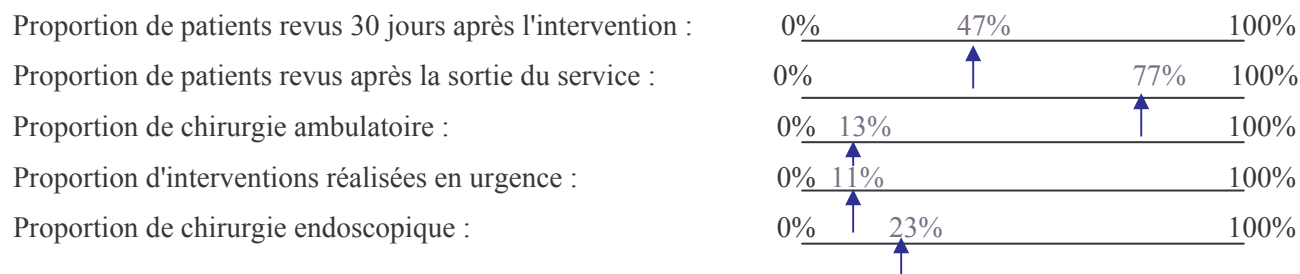 Proportion de patients revus 30 jours après l'intervention : 0% 47% 100%
Proportion de patients revus après la sortie du service : 0% 77% 100%
Proportion de chirurgie ambulatoire : 0% 13% 100%
Proportion d'interventions réalisées en urgence : 0% 11% 100%
Proportion de chirurgie endoscopique : 0% 23% 100%